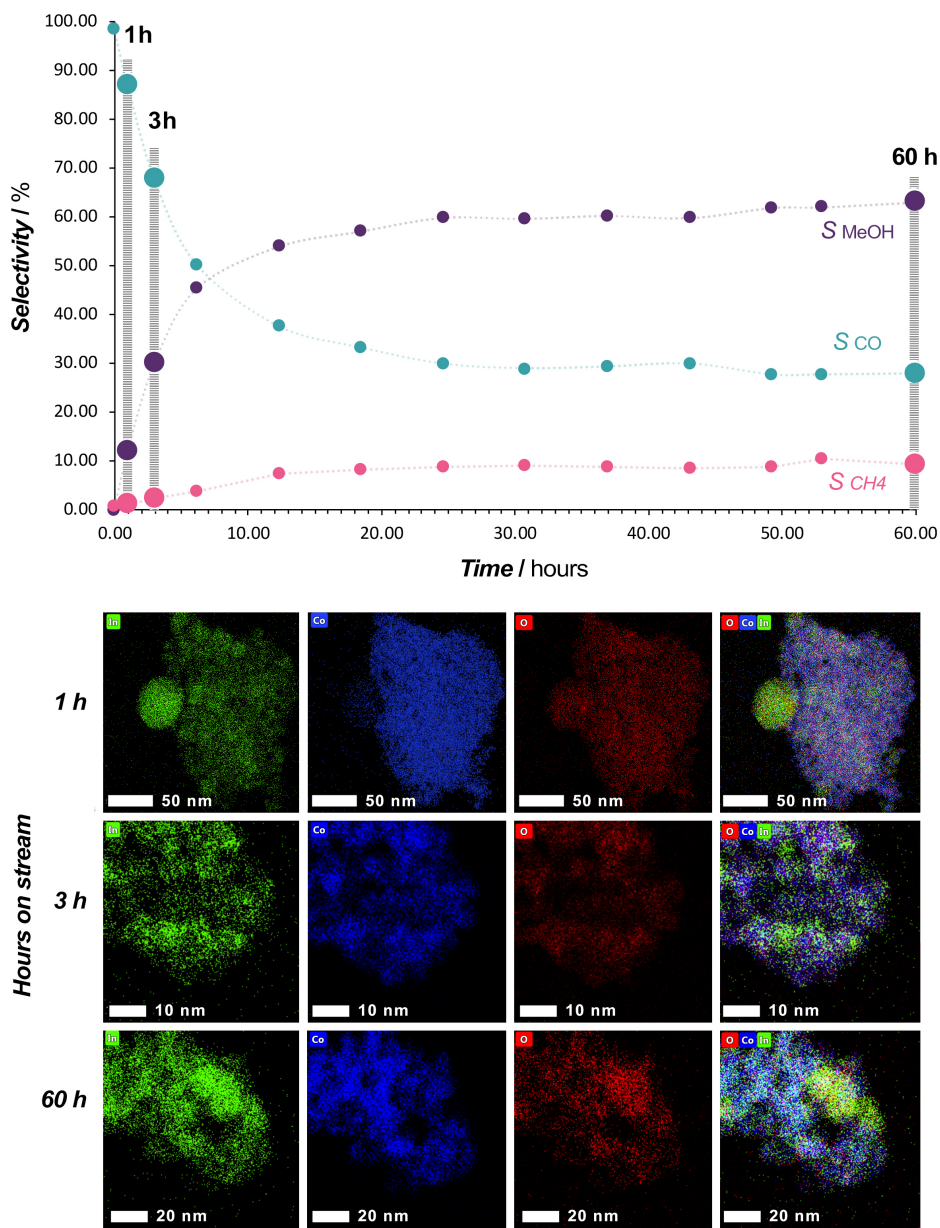 100.00
1h
90.00
80.00
3h
70.00
60 h
60.00
S MeOH
50.00
40.00
30.00
S CO
20.00
10.00
S CH4
0.00
Selectivity / %
0.00 10.00 20.00 30.00 40.00 50.00 60.00
Time / hours
In Co O O Co In
1 h
50 nm 50 nm 50 nm 50 nm
In Co O O Co In
3 h
10 nm 10 nm 10 nm 10 nm
In Co O O Co In
60 h
20 nm 20 nm 20 nm 20 nm
Hours on stream